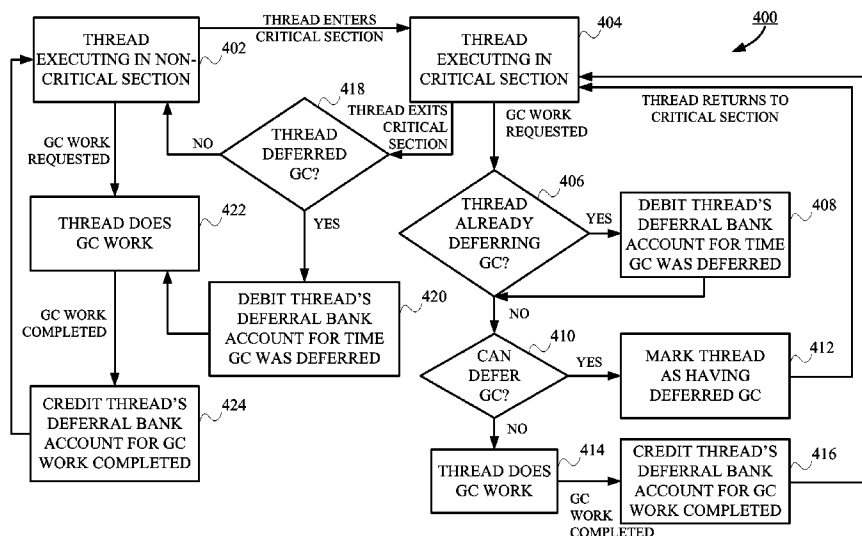 THREAD
EXECUTING IN NON-
CRITICAL SECTION
402
THREAD ENTERS
CRITICAL SECTION
THREAD
EXECUTING IN
CRITICAL SECTION
404
400
THREAD RETURNS TO
CRITICAL SECTION
GC WORK
REQUESTED
NO
THREAD
DEFERRED
GC?
418
THREAD EXITS
CRITICAL
SECTION
GC WORK
REQUESTED
YES
THREAD
ALREADY
DEFERRING
GC?
406
YES
DEBIT THREAD'S
DEFERRAL BANK
ACCOUNT FOR TIME
GC WAS DEFERRED
408
THREAD DOES
GC WORK
422
GC WORK
COMPLETED
DEBIT THREAD'S
DEFERRAL BANK
ACCOUNT FOR TIME
GC WAS DEFERRED
420
NO
CAN
DEFER
GC?
410
YES
MARK THREAD
AS HAVING
DEFERRED GC
412
CREDIT THREAD'S
DEFERRAL BANK
ACCOUNT FOR GC
WORK COMPLETED
424
NO
THREAD DOES
GC WORK
414
GC
WORK
COMPLETED
CREDIT THREAD'S
DEFERRAL BANK
ACCOUNT FOR GC
WORK COMPLETED
416